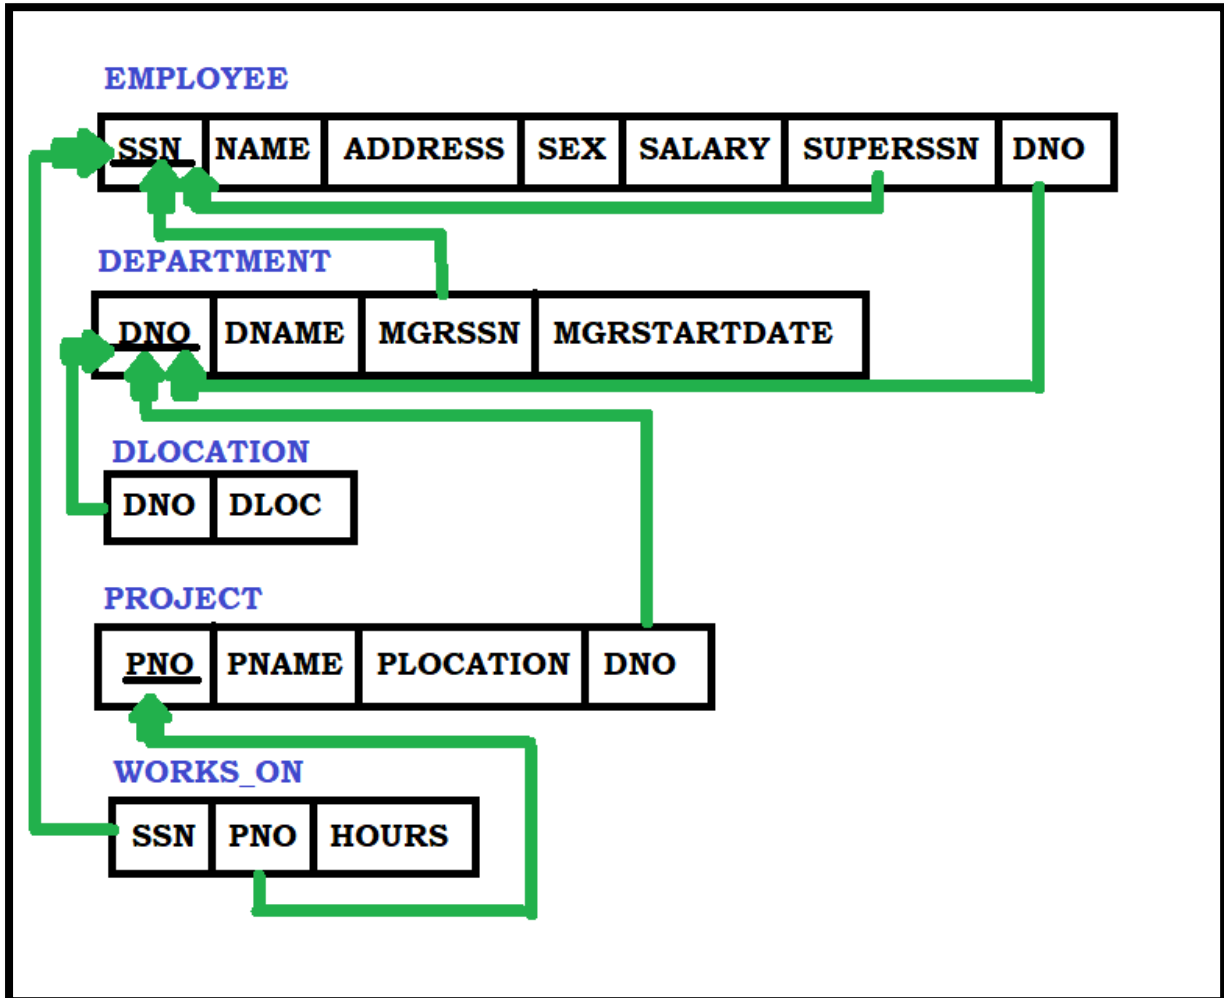 EMPLOYEE
SSN NAME ADDRESS SEX SALARY SUPERSSN DNO
DEPARTMENT
DNO DNAME MGRSSN MGRSTARTDATE
DLOCATION
DNO DLOC
PROJECT
PNO PNAME PLOCATION DNO
WORKS_ON
SSN PNO HOURS